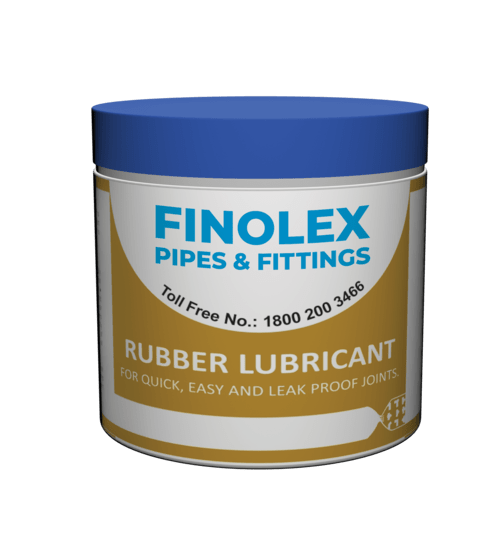 FINOLEX
PIPES & FITTINGS
Toll Free No.: 1800 200 3466
RUBBER LUBRICANT
FOR QUICK, EASY AND LEAK PROOF JOINTS.